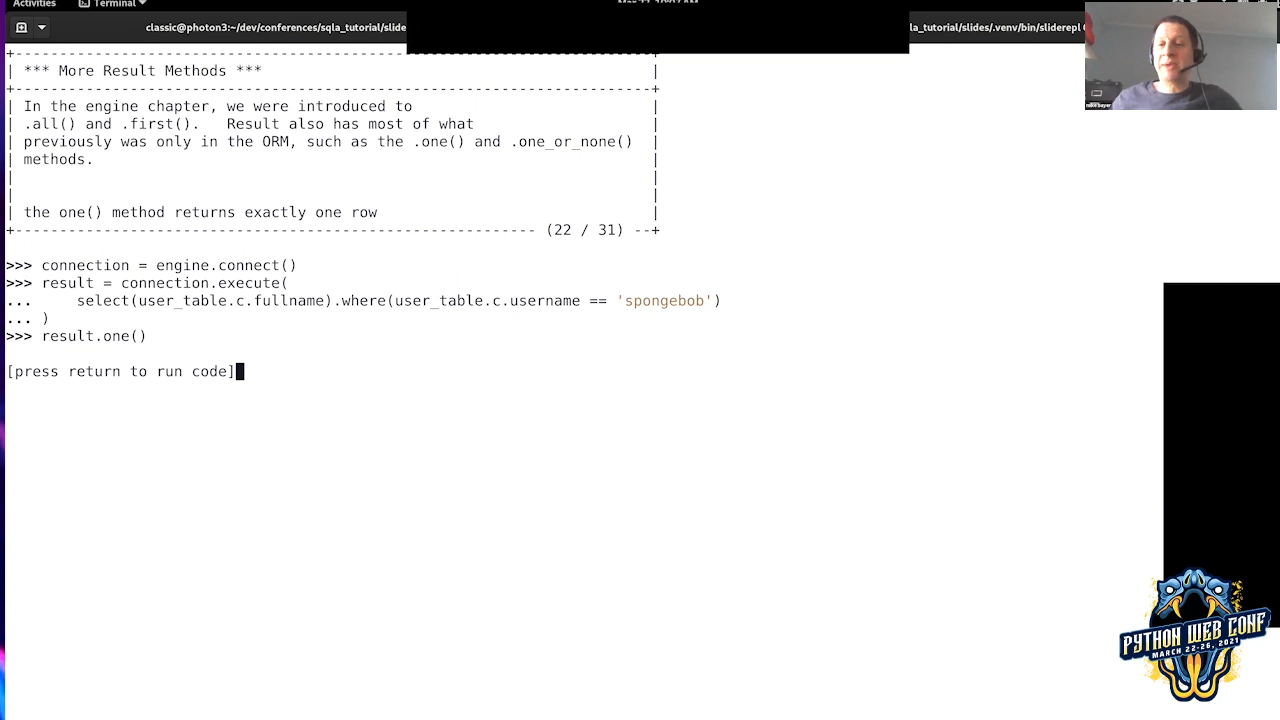 Activities
Terminal
classic@photon3:~/dev/conferences/sqla_tutorial/slide
la_tutorial/slides/.venv/bin/sliderepl
+------------------------------------------------------------------------+
| *** More Result Methods ***                                            |
+------------------------------------------------------------------------+
| In the engine chapter, we were introduced to                           |
| .all() and .first().   Result also has most of what                    |
| previously was only in the ORM, such as the .one() and .one_or_none()  |
| methods.                                                               |
|                                                                        |
|                                                                        |
| the one() method returns exactly one row                               |
+------------------------------------------------------------ (22 / 31) --+
>>> connection = engine.connect()
>>> result = connection.execute(
...     select(user_table.c.fullname).where(user_table.c.username == 'spongebob')
... )
>>> result.one()
[press return to run code]
mike bayer
PYTHON WEB CONF
MARCH 22-26, 2021